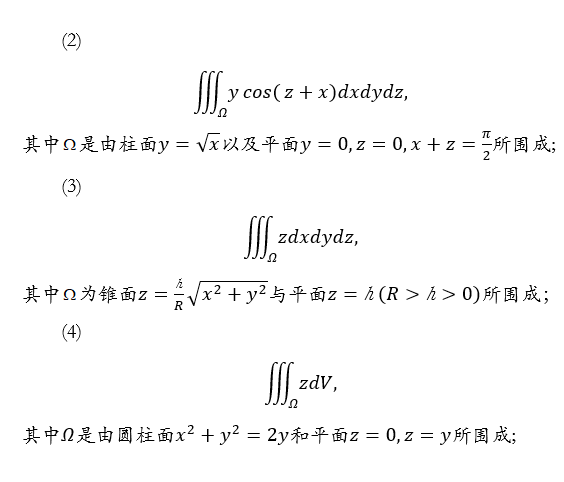 (2)
∭_Ω y cos(z + x)dxdydz,
其中Ω是由柱面y = √x以及平面y = 0, z = 0, x + z = π/2所围成;
(3)
∭_Ω zdxdydz,
其中Ω为锥面z = h/R √(x² + y²)与平面z = h (R > h > 0)所围成;
(4)
∭_Ω zdV,
其中Ω是由圆柱面x² + y² = 2y和平面z = 0, z = y所围成;